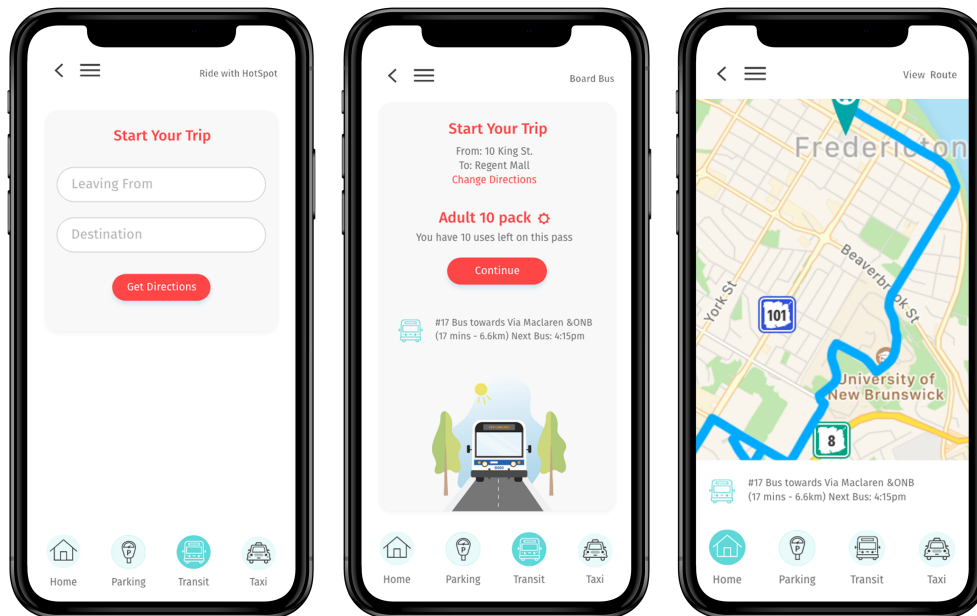 Ride with HotSpot
Start Your Trip
Leaving From
Destination
Get Directions
Home
Parking
Transit
Taxi
Board Bus
Start Your Trip
From: 10 King St.
To: Regent Mall
Change Directions
Adult 10 pack
You have 10 uses left on this pass
Continue
#17 Bus towards Via Maclaren &ONB
(17 mins - 6.6km) Next Bus: 4:15pm
Home
Parking
Transit
Taxi
View Route
Fredericton
Beaverbrook St
York St
101
University of
New Brunswick
8
#17 Bus towards Via Maclaren &ONB
(17 mins - 6.6km) Next Bus: 4:15pm
Home
Parking
Transit
Taxi